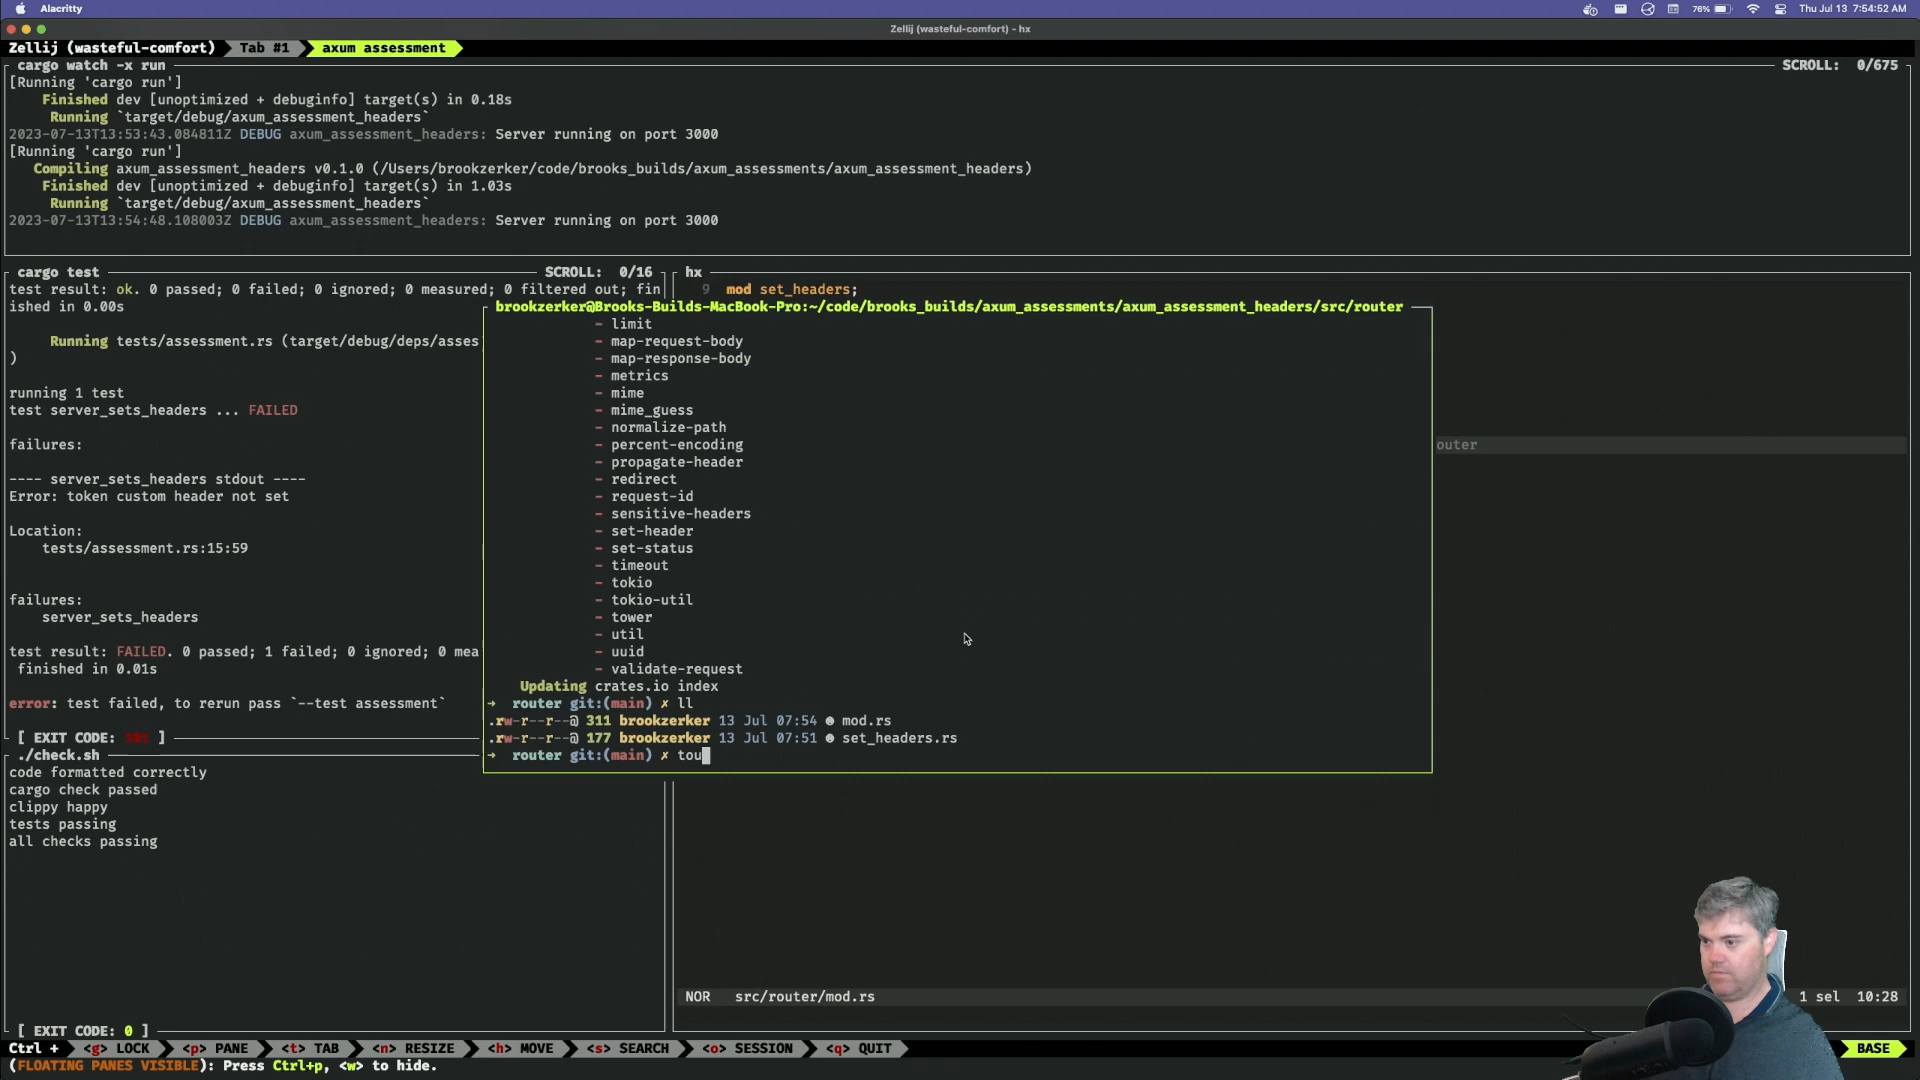 Alacritty
76%
Thu Jul 13 7:54:52 AM
Zellij (wasteful-comfort) - hx
Zellij (wasteful-comfort) Tab #1 axum assessment
cargo watch -x run
SCROLL: 0/675
[Running 'cargo run']
Finished dev [unoptimized + debuginfo] target(s) in 0.18s
Running `target/debug/axum_assessment_headers`
2023-07-13T13:53:43.084811Z DEBUG axum_assessment_headers: Server running on port 3000
[Running 'cargo run']
Compiling axum_assessment_headers v0.1.0 (/Users/brookzerker/code/brooks_builds/axum_assessments/axum_assessment_headers)
Finished dev [unoptimized + debuginfo] target(s) in 1.03s
Running `target/debug/axum_assessment_headers`
2023-07-13T13:54:48.108003Z DEBUG axum_assessment_headers: Server running on port 3000
cargo test
SCROLL: 0/16
test result: ok. 0 passed; 0 failed; 0 ignored; 0 measured; 0 filtered out; fin
ished in 0.00s
Running tests/assessment.rs (target/debug/deps/asses
)
running 1 test
test server_sets_headers ... FAILED
failures:
---- server_sets_headers stdout ----
Error: token custom header not set
Location:
tests/assessment.rs:15:59
failures:
server_sets_headers
test result: FAILED. 0 passed; 1 failed; 0 ignored; 0 mea
finished in 0.01s
error: test failed, to rerun pass `--test assessment`
[ EXIT CODE: ]
hx
9 mod set_headers;
outer
brookzerker@Brooks-Builds-MacBook-Pro:~/code/brooks_builds/axum_assessments/axum_assessment_headers/src/router
- limit
- map-request-body
- map-response-body
- metrics
- mime
- mime_guess
- normalize-path
- percent-encoding
- propagate-header
- redirect
- request-id
- sensitive-headers
- set-header
- set-status
- timeout
- tokio
- tokio-util
- tower
- util
- uuid
- validate-request
Updating crates.io index
→ router git:(main) ✗ ll
.rw-r--r--@ 311 brookzerker 13 Jul 07:54 mod.rs
.rw-r--r--@ 177 brookzerker 13 Jul 07:51 set_headers.rs
→ router git:(main) ✗ tou
./check.sh
code formatted correctly
cargo check passed
clippy happy
tests passing
all checks passing
[ EXIT CODE: 0 ]
NOR src/router/mod.rs
1 sel 10:28
Ctrl + <g> LOCK <p> PANE <t> TAB <n> RESIZE <h> MOVE <s> SEARCH <o> SESSION <q> QUIT
BASE
(FLOATING PANES VISIBLE): Press Ctrl+p, <w> to hide.